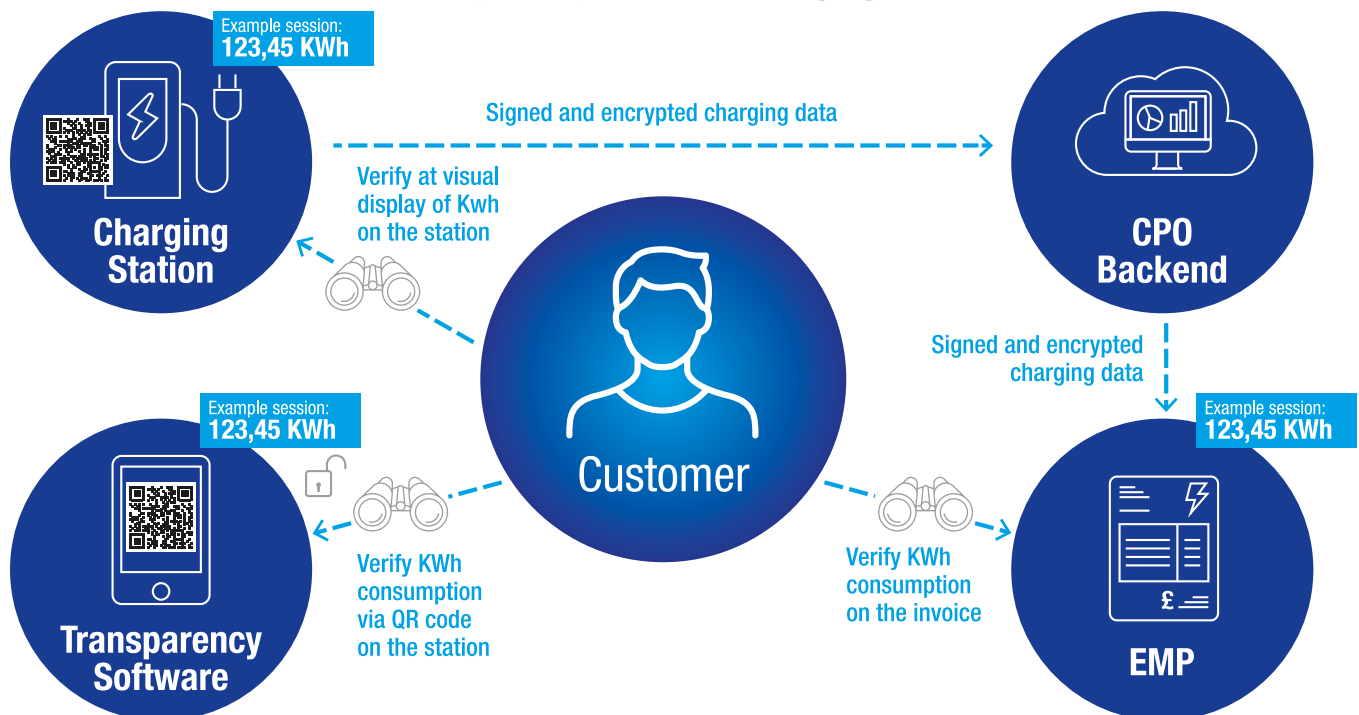 Example session:
123,45 KWh
Charging
Station
Signed and encrypted charging data
Verify at visual
display of Kwh
on the station
CPO
Backend
Signed and encrypted
charging data
Customer
Example session:
123,45 KWh
Transparency
Software
Verify KWh
consumption
via QR code
on the station
Verify KWh
consumption
on the invoice
Example session:
123,45 KWh
£
EMP